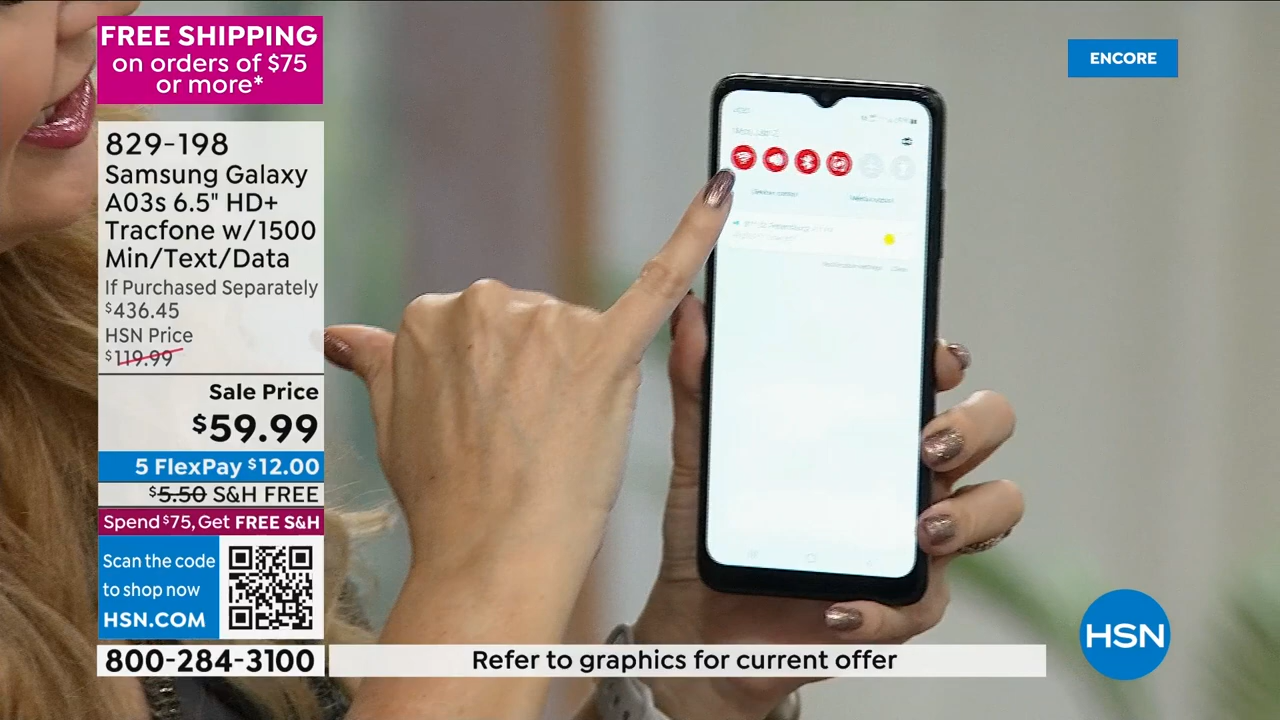 FREE SHIPPING
on orders of $75
or more*
829-198
Samsung Galaxy
A03s 6.5" HD+
Tracfone w/1500
Min/Text/Data
If Purchased Separately
$436.45
HSN Price
$119.99
Sale Price
$59.99
5 FlexPay $12.00
$5.50 S&H FREE
Spend $75, Get FREE S&H
Scan the code
to shop now
HSN.COM
800-284-3100
Refer to graphics for current offer
ENCORE
HSN